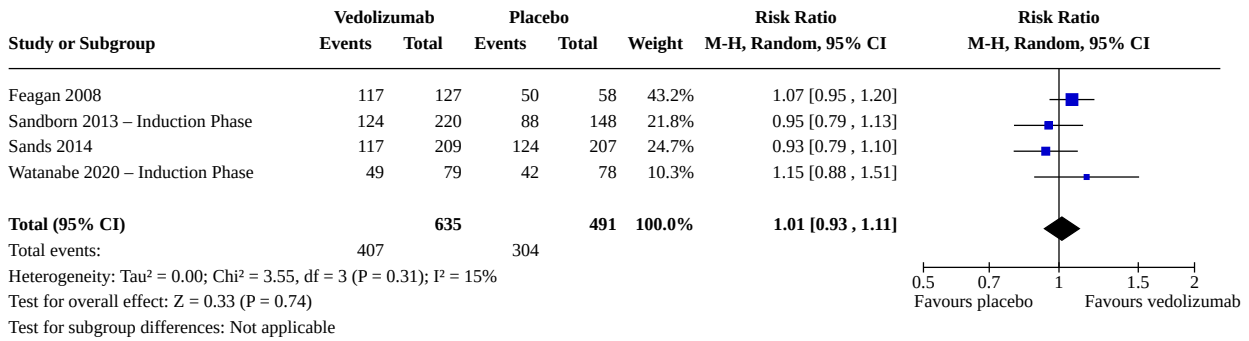 Vedolizumab Placebo Risk Ratio Risk Ratio
Study or Subgroup Events Total Events Total Weight M-H, Random, 95% CI M-H, Random, 95% CI
Feagan 2008 117 127 50 58 43.2% 1.07 [0.95 , 1.20]
Sandborn 2013 – Induction Phase 124 220 88 148 21.8% 0.95 [0.79 , 1.13]
Sands 2014 117 209 124 207 24.7% 0.93 [0.79 , 1.10]
Watanabe 2020 – Induction Phase 49 79 42 78 10.3% 1.15 [0.88 , 1.51]
Total (95% CI) 635 491 100.0% 1.01 [0.93 , 1.11]
Total events: 407 304
Heterogeneity: Tau² = 0.00; Chi² = 3.55, df = 3 (P = 0.31); I² = 15%
0.5 0.7 1 1.5 2
Test for overall effect: Z = 0.33 (P = 0.74) Favours placebo Favours vedolizumab
Test for subgroup differences: Not applicable